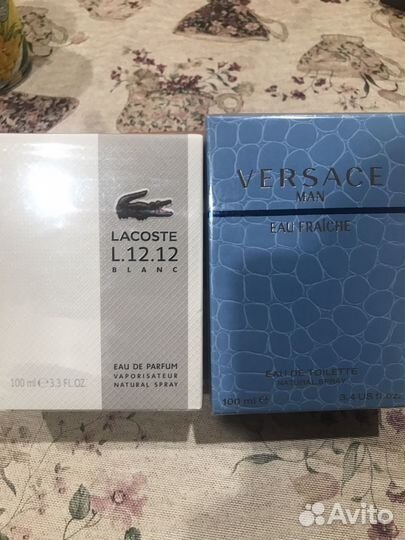 LACOSTE
L.12.12
BLANC
EAU DE PARFUM
VAPORISATEUR
NATURAL SPRAY
100 ml ℮ 3.3 FL.OZ.
VERSACE
MAN
EAU FRAÎCHE
EAU DE TOILETTE
NATURAL SPRAY
100 ml ℮
3.4 US fl.oz.
Avito